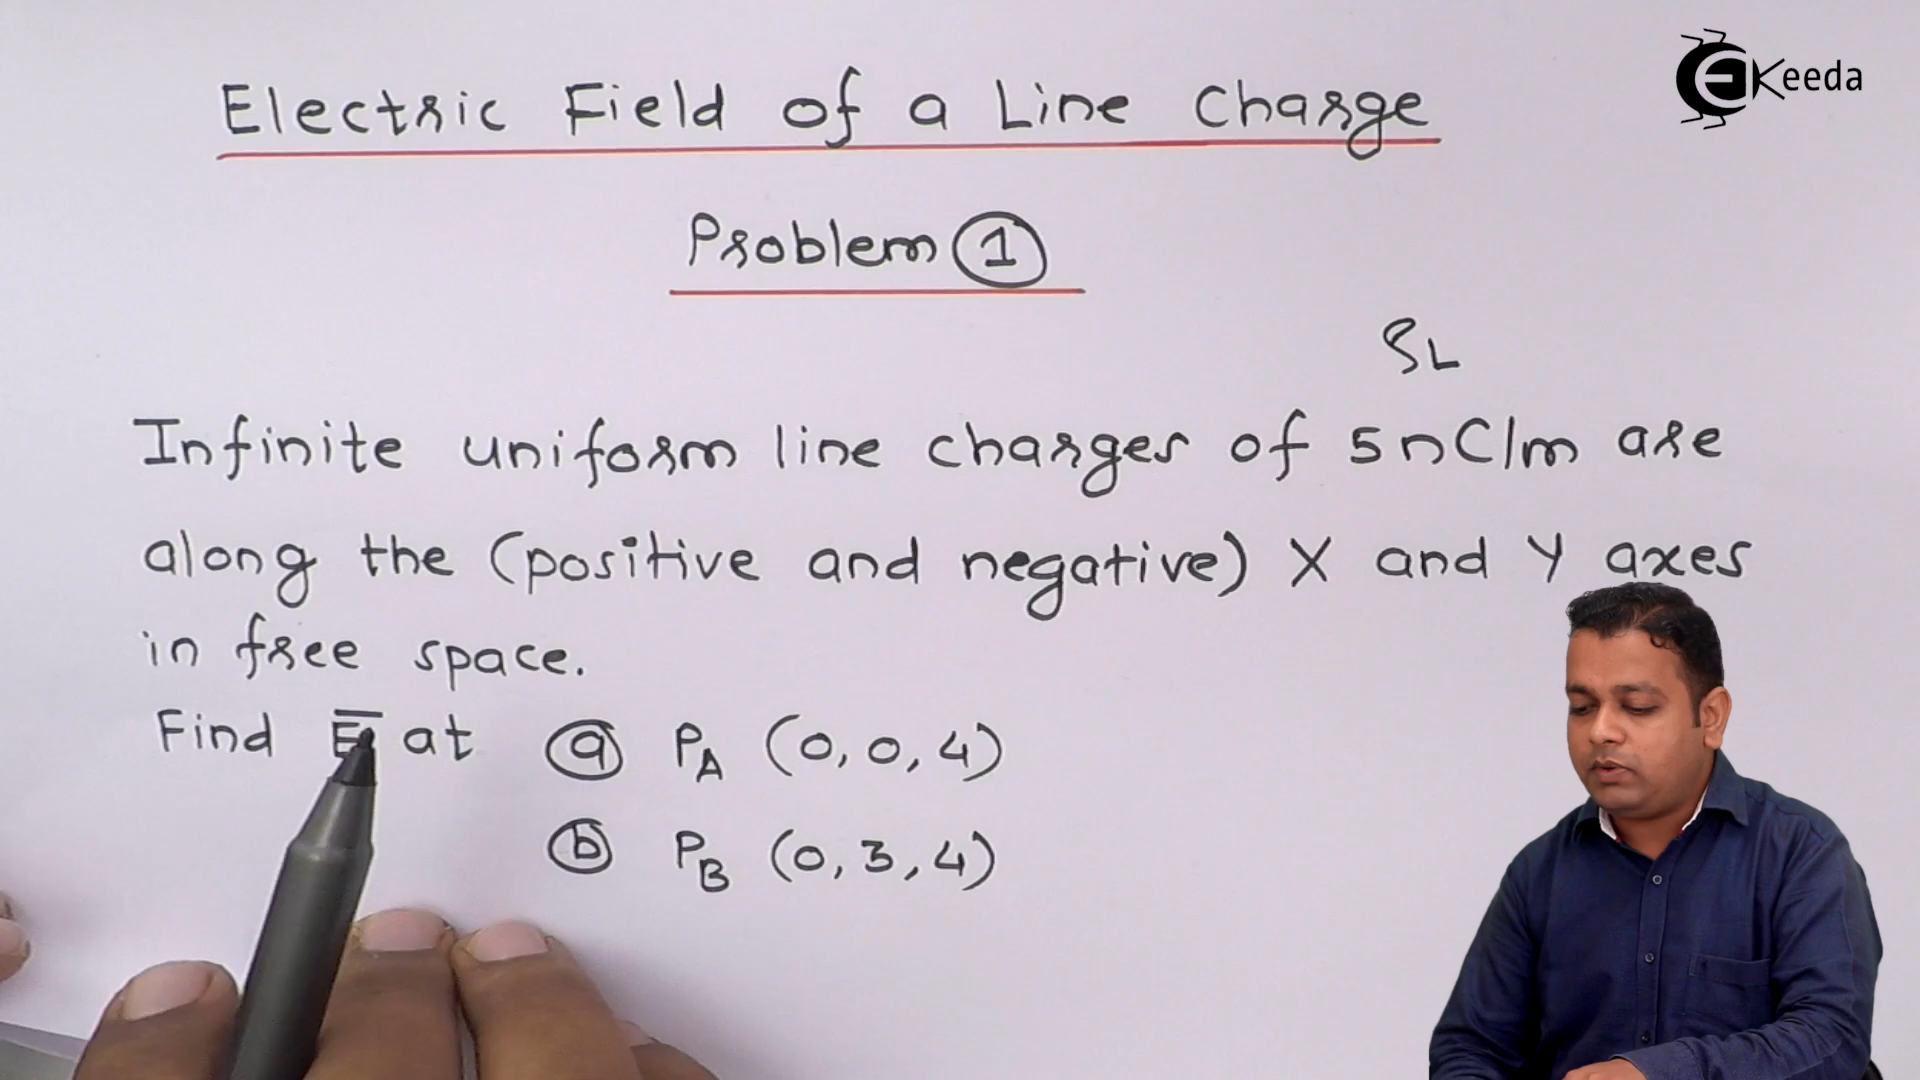 Electric Field of a Line Charge
EKeeda
Problem ①
ρL
Infinite uniform line charges of 5nC/m are
along the (positive and negative) X and Y axes
in free space.
Find E̅ at ⓐ PA (0,0,4)
ⓑ PB (0,3,4)